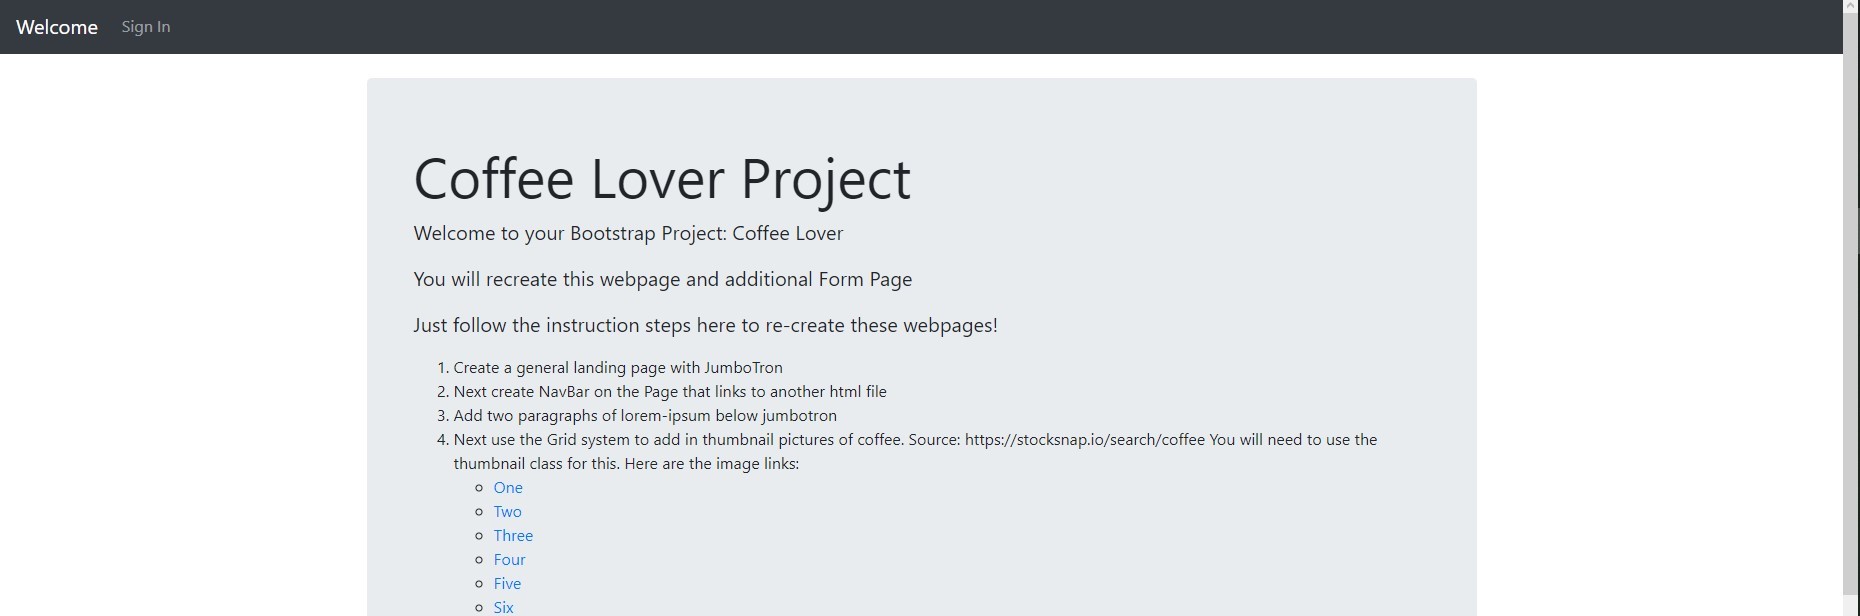 Welcome Sign In
Coffee Lover Project
Welcome to your Bootstrap Project: Coffee Lover
You will recreate this webpage and additional Form Page
Just follow the instruction steps here to re-create these webpages!
1. Create a general landing page with JumboTron
2. Next create NavBar on the Page that links to another html file
3. Add two paragraphs of lorem-ipsum below jumbotron
4. Next use the Grid system to add in thumbnail pictures of coffee. Source: https://stocksnap.io/search/coffee You will need to use the
thumbnail class for this. Here are the image links:
One
Two
Three
Four
Five
Six